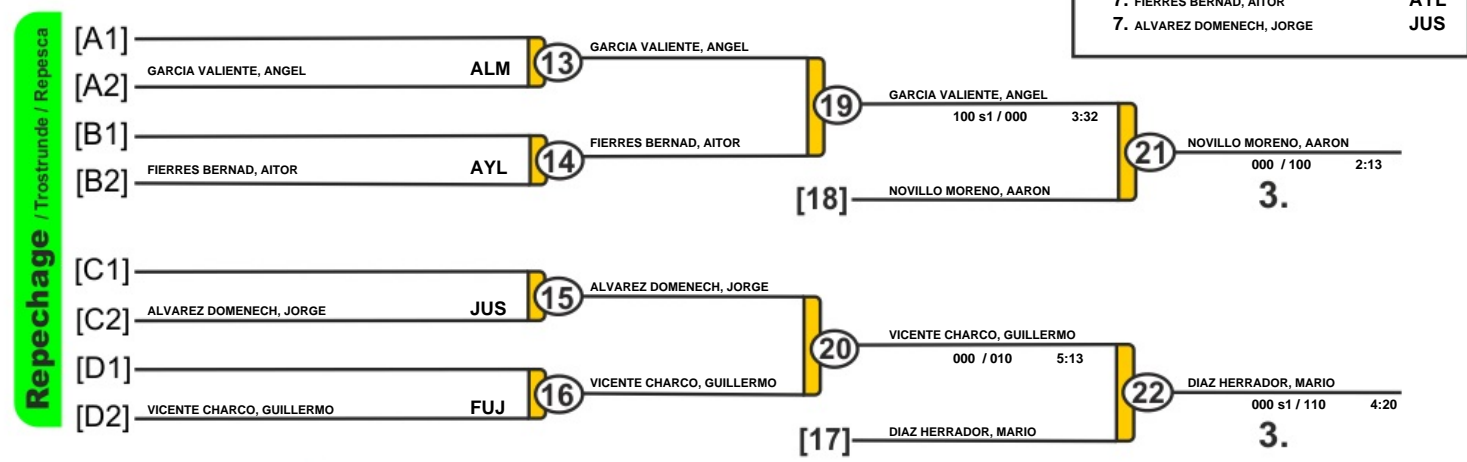 7. FIERRES BERNAD, AITOR AYL
7. ALVAREZ DOMENECH, JORGE JUS
Repechage / Trostrunde / Repesca
[A1]
GARCIA VALIENTE, ANGEL ALM
[A2]
13
GARCIA VALIENTE, ANGEL
[B1]
FIERRES BERNAD, AITOR AYL
[B2]
14
FIERRES BERNAD, AITOR
19
GARCIA VALIENTE, ANGEL
100 s1 / 000 3:32
[18]
NOVILLO MORENO, AARON
21
NOVILLO MORENO, AARON
000 / 100 2:13
3.
[C1]
ALVAREZ DOMENECH, JORGE JUS
[C2]
15
ALVAREZ DOMENECH, JORGE
[D1]
VICENTE CHARCO, GUILLERMO FUJ
[D2]
16
VICENTE CHARCO, GUILLERMO
20
VICENTE CHARCO, GUILLERMO
000 / 010 5:13
[17]
DIAZ HERRADOR, MARIO
22
DIAZ HERRADOR, MARIO
000 s1 / 110 4:20
3.